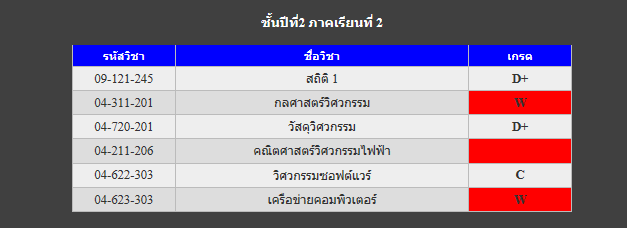 ชั้นปีที่2 ภาคเรียนที่ 2
รหัสวิชา ชื่อวิชา เกรด
09-121-245 สถิติ 1 D+
04-311-201 กลศาสตร์วิศวกรรม W
04-720-201 วัสดุวิศวกรรม D+
04-211-206 คณิตศาสตร์วิศวกรรมไฟฟ้า
04-622-303 วิศวกรรมซอฟต์แวร์ C
04-623-303 เครือข่ายคอมพิวเตอร์ W